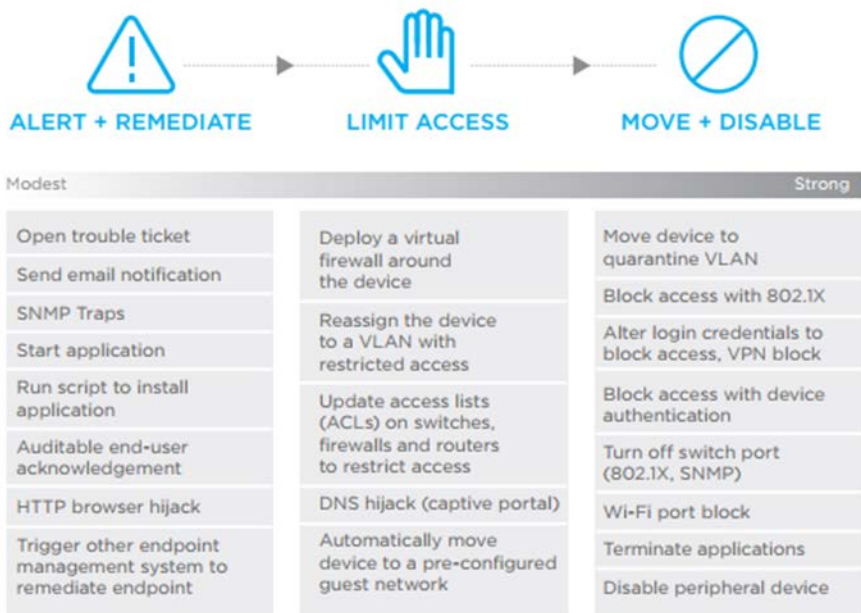 ALERT + REMEDIATE
LIMIT ACCESS
MOVE + DISABLE
Modest
Strong
Open trouble ticket
Send email notification
SNMP Traps
Start application
Run script to install
application
Auditable end-user
acknowledgement
HTTP browser hijack
Trigger other endpoint
management system to
remediate endpoint
Deploy a virtual
firewall around
the device
Reassign the device
to a VLAN with
restricted access
Update access lists
(ACLs) on switches,
firewalls and routers
to restrict access
DNS hijack (captive portal)
Automatically move
device to a pre-configured
guest network
Move device to
quarantine VLAN
Block access with 802.1X
Alter login credentials to
block access, VPN block
Block access with device
authentication
Turn off switch port
(802.1X, SNMP)
Wi-Fi port block
Terminate applications
Disable peripheral device